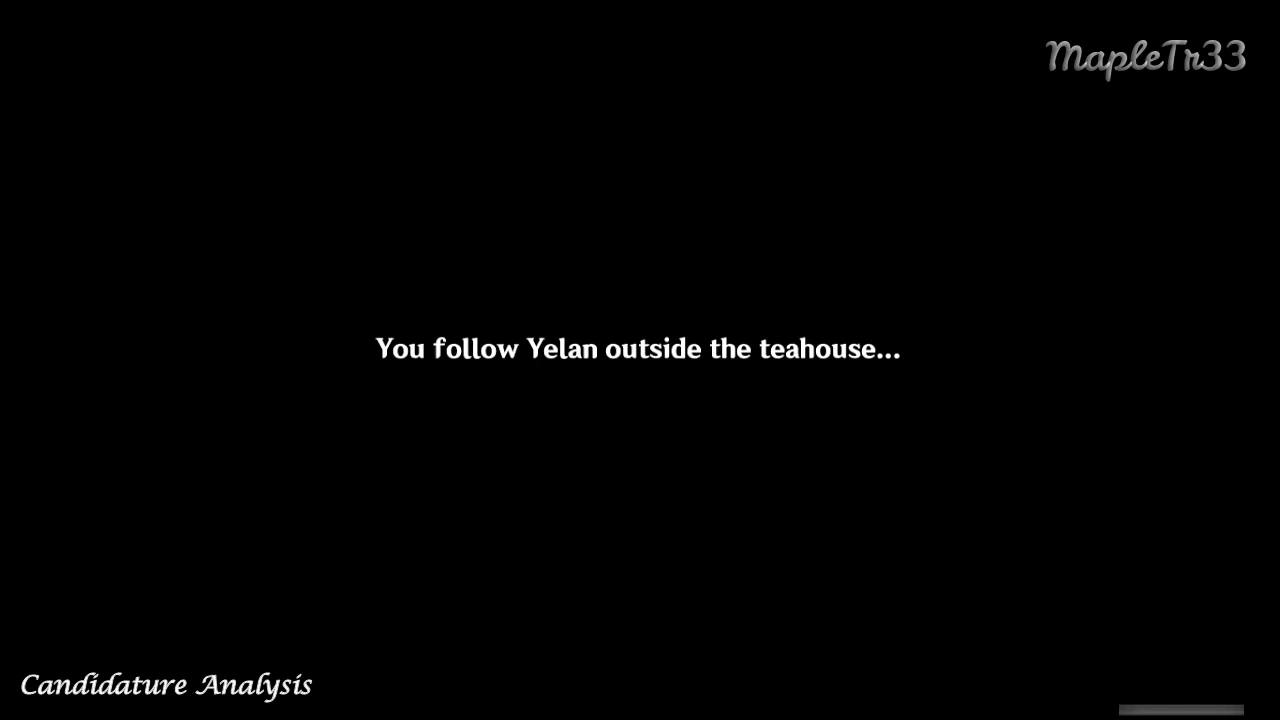 MapleTr33
You follow Yelan outside the teahouse...
Candidature Analysis